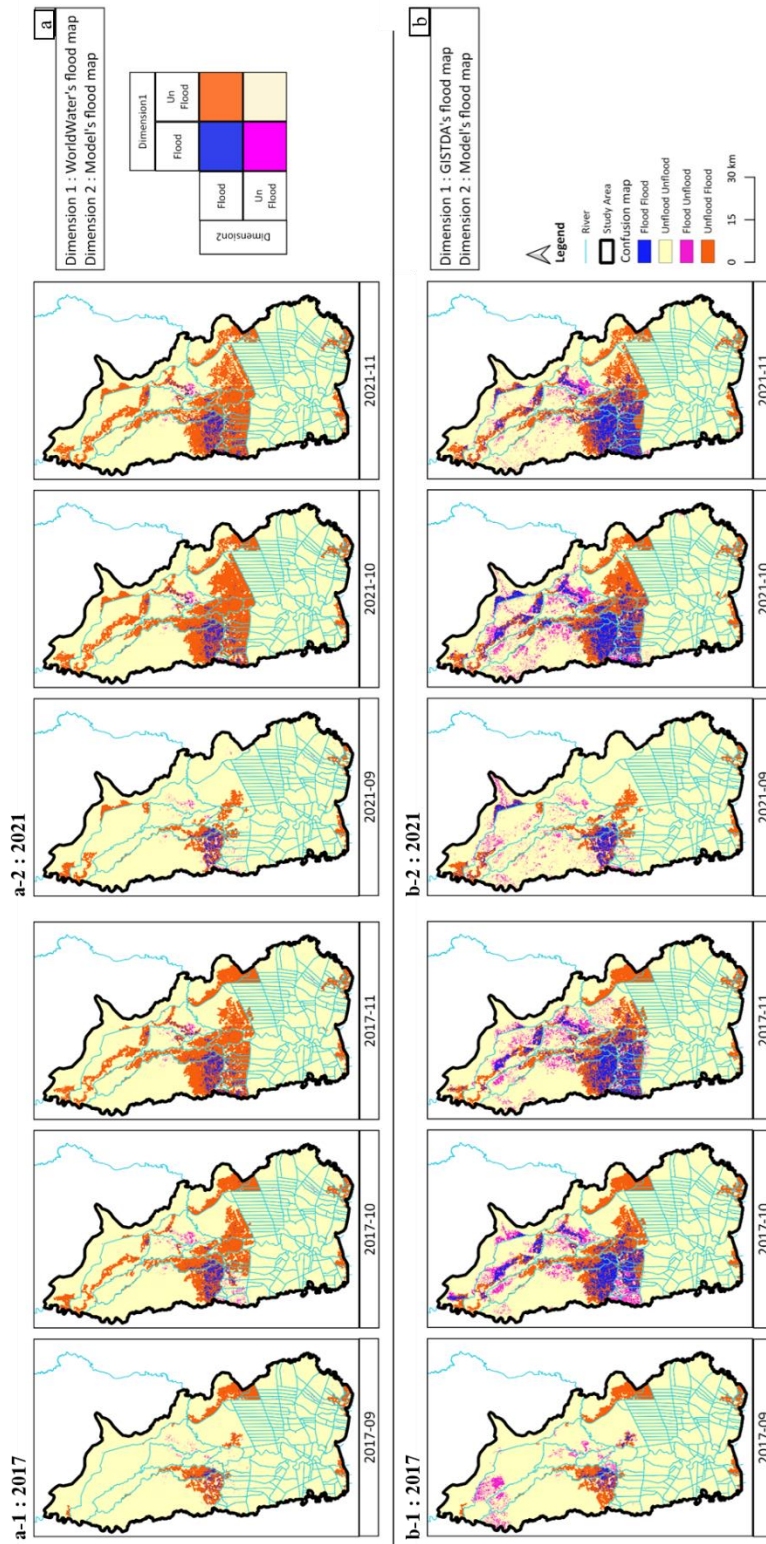 a-1 : 2017
a-2 : 2021
a
2017-09
2017-10
2017-11
2021-09
2021-10
2021-11
Dimension 1 : WorldWater's flood map
Dimension 2 : Model's flood map
Dimension1
Flood
Un
Flood
Dimension2
Flood
Un
Flood
b-1 : 2017
b-2 : 2021
b
2017-09
2017-10
2017-11
2021-09
2021-10
2021-11
Dimension 1 : GISTDA's flood map
Dimension 2 : Model's flood map
Legend
River
Study Area
Confusion map
Flood Flood
Unflood Unflood
Flood Unflood
Unflood Flood
0 15 30 km